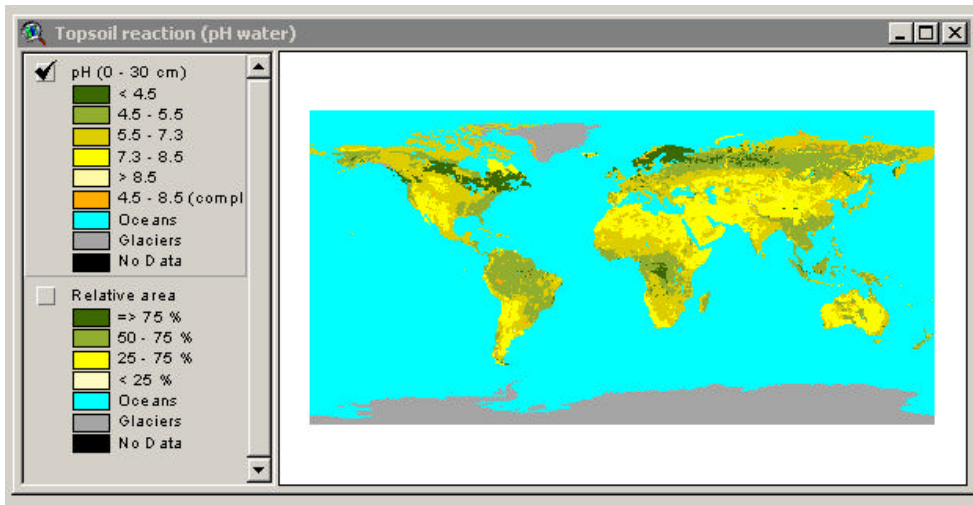 Topsoil reaction (pH water)
pH (0 - 30 cm)
< 4.5
4.5 - 5.5
5.5 - 7.3
7.3 - 8.5
> 8.5
4.5 - 8.5 (compl
Oceans
Glaciers
No Data
Relative area
=> 75 %
50 - 75 %
25 - 75 %
< 25 %
Oceans
Glaciers
No Data